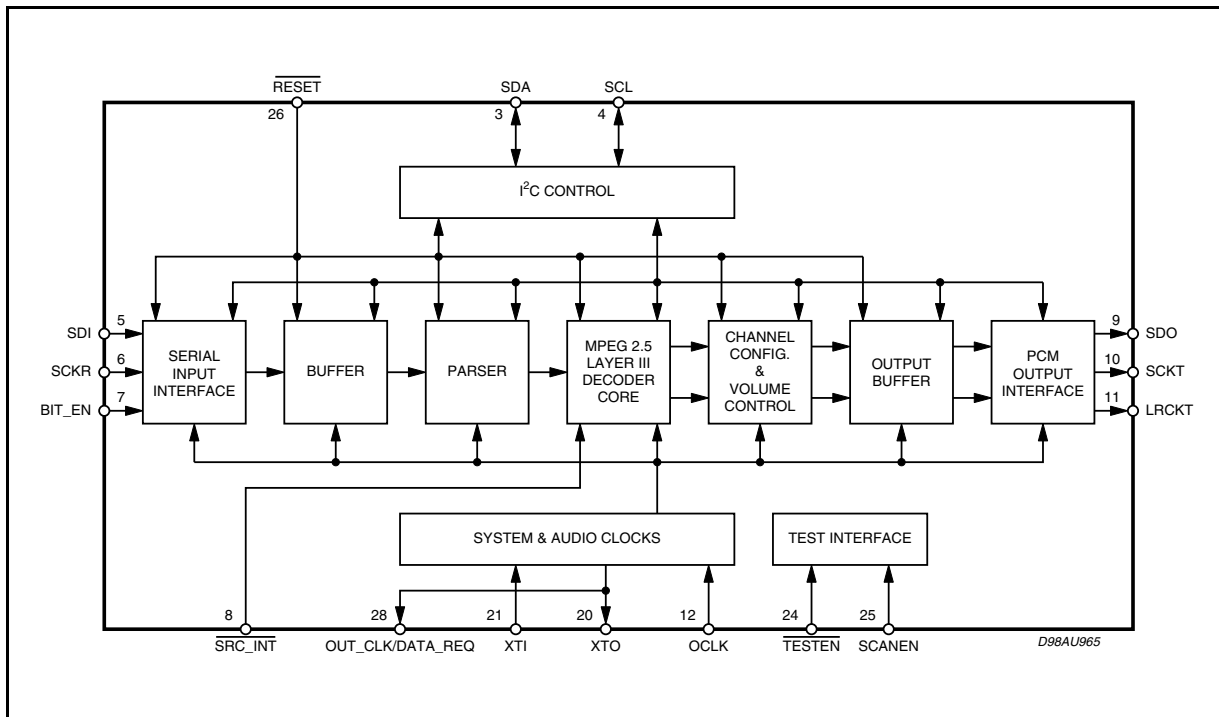 RESET
SDA
SCL
26
3
4
I²C CONTROL
SDI
5
SCKR
6
BIT_EN
7
SERIAL
INPUT
INTERFACE
BUFFER
PARSER
MPEG 2.5
LAYER III
DECODER
CORE
CHANNEL
CONFIG.
&
VOLUME
CONTROL
OUTPUT
BUFFER
PCM
OUTPUT
INTERFACE
9
SDO
10
SCKT
11
LRCKT
SYSTEM & AUDIO CLOCKS
TEST INTERFACE
8
28
21
20
12
24
25
SRC_INT
OUT_CLK/DATA_REQ
XTI
XTO
OCLK
TESTEN
SCANEN
D98AU965